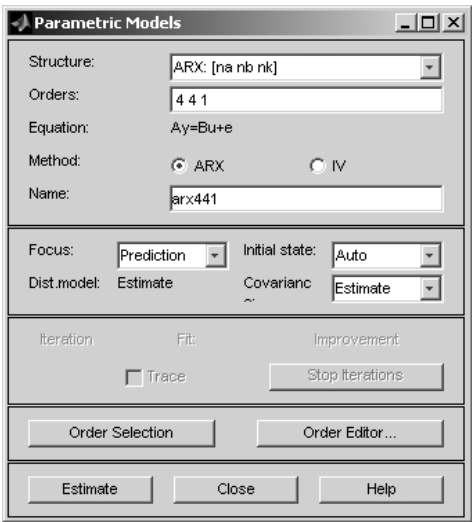 Parametric Models
Structure: ARX: [na nb nk]
Orders: 4 4 1
Equation: Ay=Bu+e
Method: ARX IV
Name: arx441
Focus: Prediction Initial state: Auto
Dist.model: Estimate Covarianc Estimate
Iteration Fit: Improvement
Trace Stop Iterations
Order Selection Order Editor...
Estimate Close Help